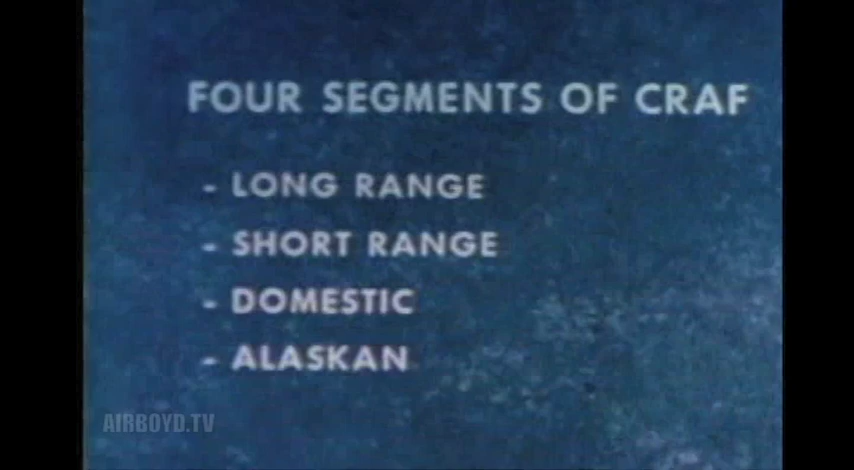 FOUR SEGMENTS OF CRAF
- LONG RANGE
- SHORT RANGE
- DOMESTIC
- ALASKAN
AIRBOYD.TV